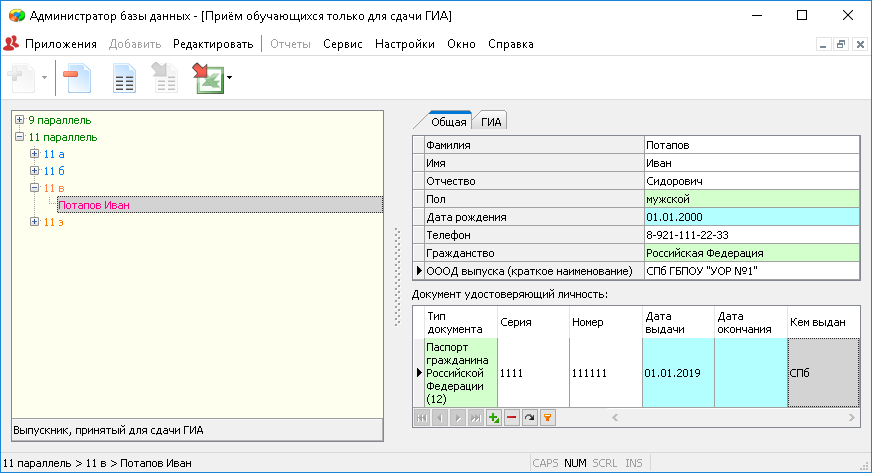 Администратор базы данных - [Приём обучающихся только для сдачи ГИА]
Приложения Добавить Редактировать Отчеты Сервис Настройки Окно Справка
9 параллель
11 параллель
11 а
11 б
11 в
Потапов Иван
11 э
Выпускник, принятый для сдачи ГИА
Общая ГИА
Фамилия Потапов
Имя Иван
Отчество Сидорович
Пол мужской
Дата рождения 01.01.2000
Телефон 8-921-111-22-33
Гражданство Российская Федерация
ОООД выпуска (краткое наименование) СПб ГБПОУ "УОР №1"
Документ удостоверяющий личность:
Тип документа Серия Номер Дата выдачи Дата окончания Кем выдан
Паспорт
гражданина
Российской
Федерации
(12)
1111 111111 01.01.2019 СПб
11 параллель > 11 в > Потапов Иван
CAPS NUM SCRL INS